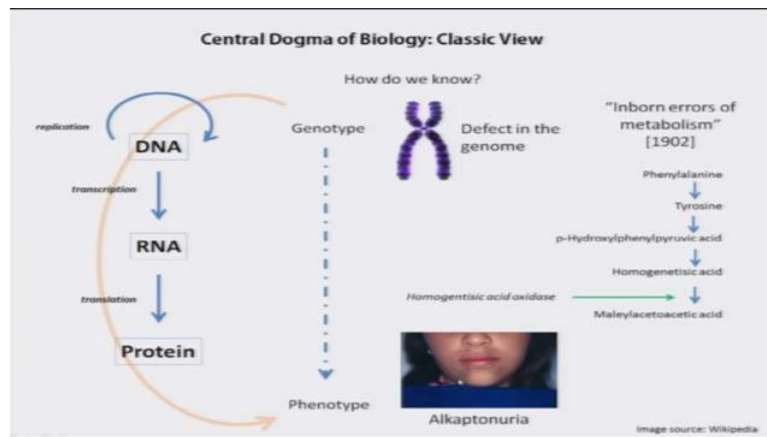 Central Dogma of Biology: Classic View
How do we know?
replication
DNA
transcription
RNA
translation
Protein
Genotype
Defect in the
genome
Phenotype
"Inborn errors of
metabolism"
[1902]
Phenylalanine
Tyrosine
p-Hydroxylphenylpyruvic acid
Homogenetisic acid
Homogentisic acid oxidase
Maleylacetoacetic acid
Alkaptonuria
Image source: Wikipedia